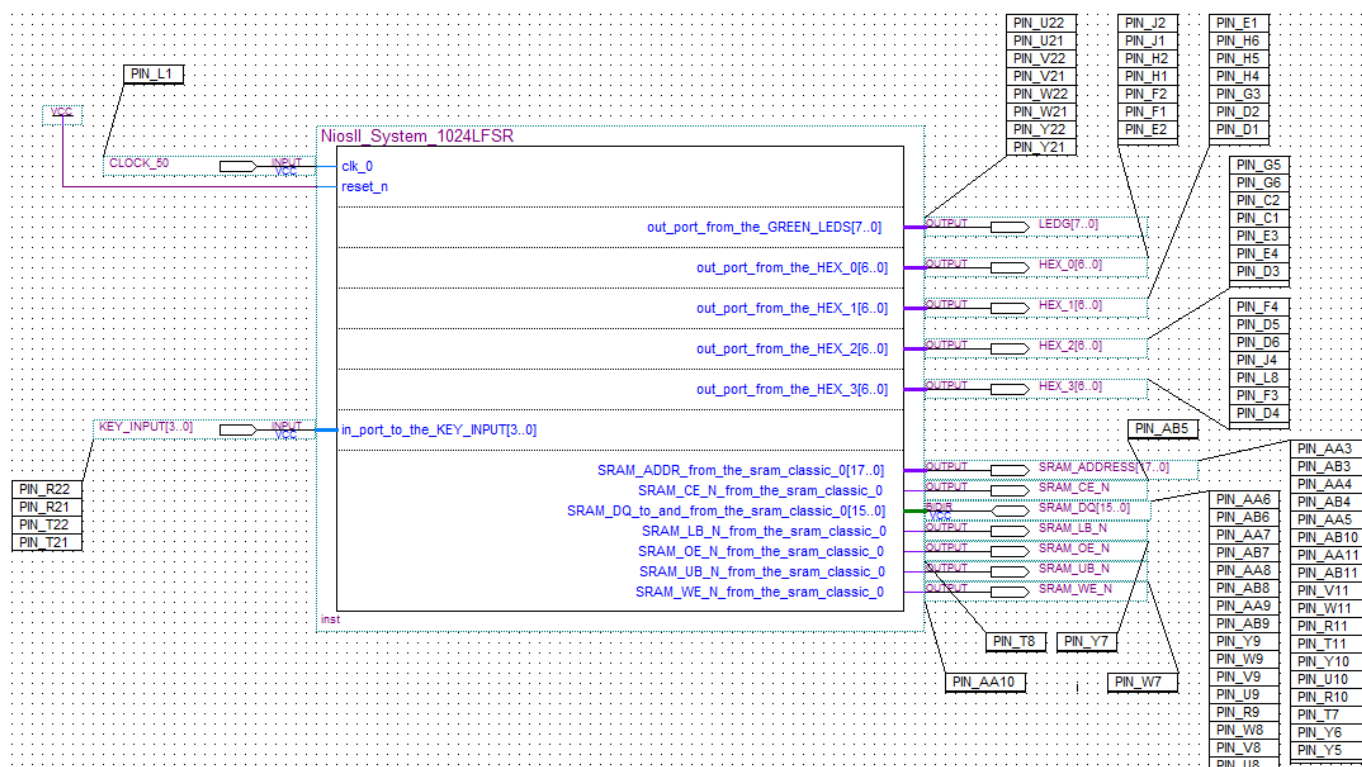 PIN_L1
VCC
CLOCK_50
INPUT
VCC
KEY_INPUT[3..0]
INPUT
VCC
PIN_R22
PIN_R21
PIN_T22
PIN_T21
NiosII_System_1024LFSR
clk_0
reset_n
out_port_from_the_GREEN_LEDS[7..0]
out_port_from_the_HEX_0[6..0]
out_port_from_the_HEX_1[6..0]
out_port_from_the_HEX_2[6..0]
out_port_from_the_HEX_3[6..0]
in_port_to_the_KEY_INPUT[3..0]
SRAM_ADDR_from_the_sram_classic_0[17..0]
SRAM_CE_N_from_the_sram_classic_0
SRAM_DQ_to_and_from_the_sram_classic_0[15..0]
SRAM_LB_N_from_the_sram_classic_0
SRAM_OE_N_from_the_sram_classic_0
SRAM_UB_N_from_the_sram_classic_0
SRAM_WE_N_from_the_sram_classic_0
inst
OUTPUT LEDG[7..0]
OUTPUT HEX_0[6..0]
OUTPUT HEX_1[6..0]
OUTPUT HEX_2[6..0]
OUTPUT HEX_3[6..0]
OUTPUT SRAM_ADDRESS[17..0]
OUTPUT SRAM_CE_N
BIDIR SRAM_DQ[15..0]
VCC
OUTPUT SRAM_LB_N
OUTPUT SRAM_OE_N
OUTPUT SRAM_UB_N
OUTPUT SRAM_WE_N
PIN_U22
PIN_U21
PIN_V22
PIN_V21
PIN_W22
PIN_W21
PIN_Y22
PIN_Y21
PIN_J2
PIN_J1
PIN_H2
PIN_H1
PIN_F2
PIN_F1
PIN_E2
PIN_E1
PIN_H6
PIN_H5
PIN_H4
PIN_G3
PIN_D2
PIN_D1
PIN_G5
PIN_G6
PIN_C2
PIN_C1
PIN_E3
PIN_E4
PIN_D3
PIN_F4
PIN_D5
PIN_D6
PIN_J4
PIN_L8
PIN_F3
PIN_D4
PIN_AB5
PIN_AA3
PIN_AB3
PIN_AA4
PIN_AB4
PIN_AA5
PIN_AB10
PIN_AA11
PIN_AB11
PIN_V11
PIN_W11
PIN_R11
PIN_T11
PIN_Y10
PIN_U10
PIN_R10
PIN_T7
PIN_Y6
PIN_Y5
PIN_AA6
PIN_AB6
PIN_AA7
PIN_AB7
PIN_AA8
PIN_AB8
PIN_AA9
PIN_AB9
PIN_Y9
PIN_W9
PIN_V9
PIN_U9
PIN_R9
PIN_W8
PIN_V8
PIN_U8
PIN_T8
PIN_Y7
PIN_AA10
PIN_W7